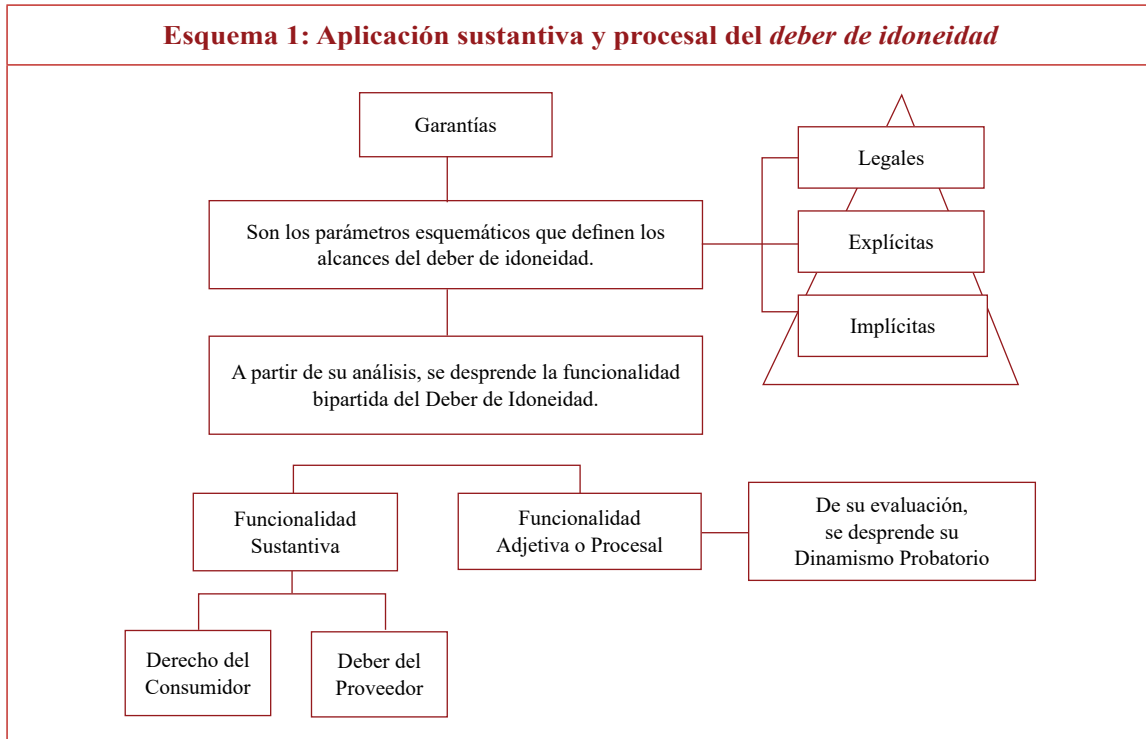 Esquema 1: Aplicación sustantiva y procesal del deber de idoneidad
Garantías
Legales
Son los parámetros esquemáticos que definen los
alcances del deber de idoneidad.
Explícitas
Implícitas
A partir de su análisis, se desprende la funcionalidad
bipartida del Deber de Idoneidad.
Funcionalidad
Sustantiva
Funcionalidad
Adjetiva o Procesal
De su evaluación,
se desprende su
Dinamismo Probatorio
Derecho del
Consumidor
Deber del
Proveedor